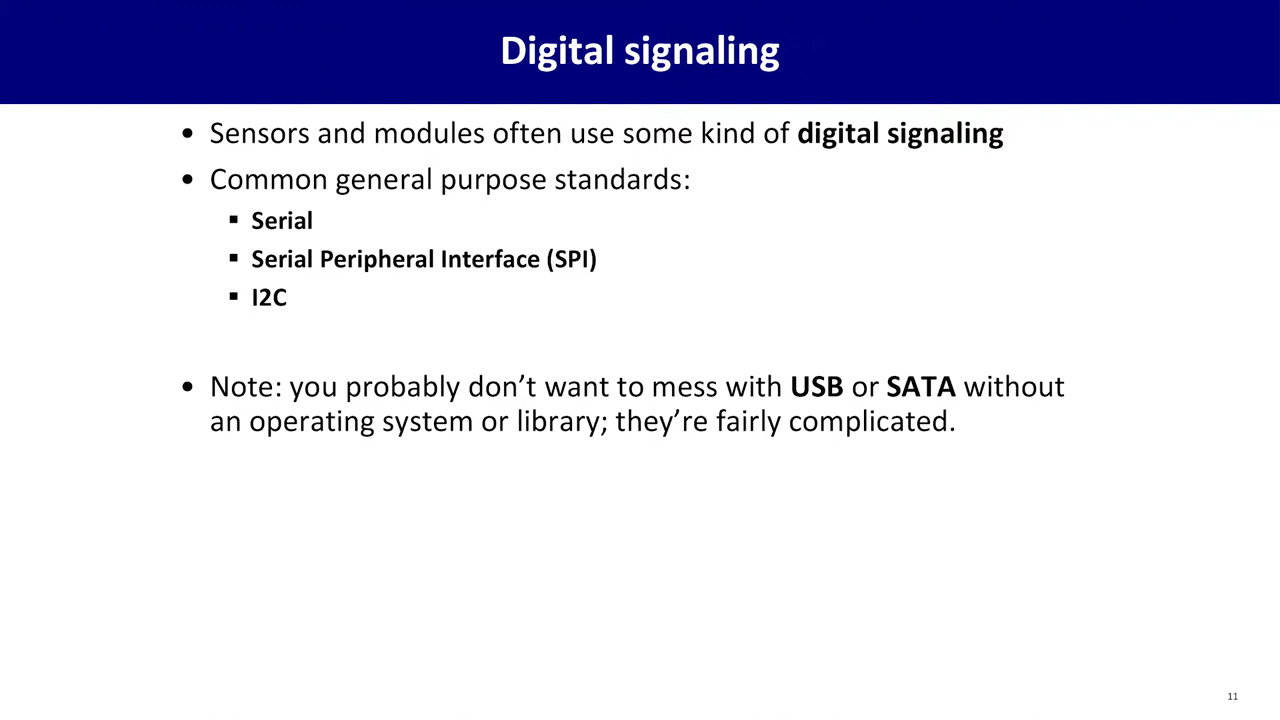 Digital signaling
• Sensors and modules often use some kind of digital signaling
• Common general purpose standards:
▪ Serial
▪ Serial Peripheral Interface (SPI)
▪ I2C
• Note: you probably don’t want to mess with USB or SATA without
an operating system or library; they’re fairly complicated.
11